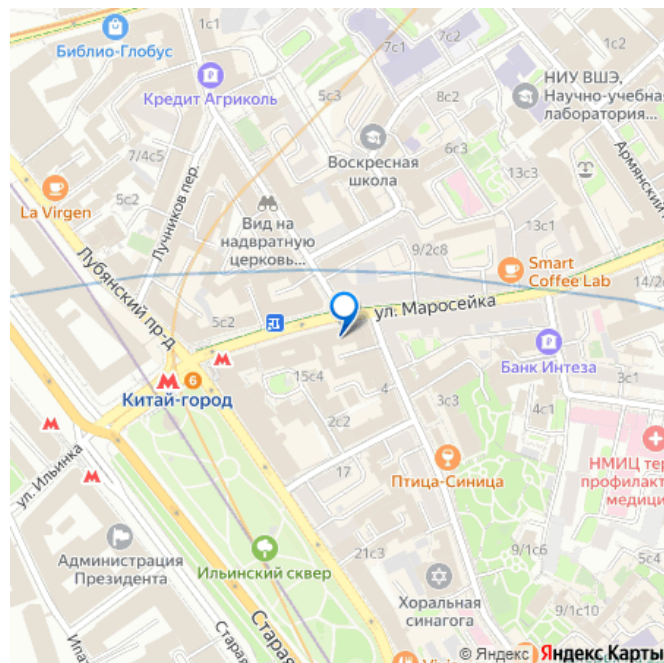 1с1
1с2
7с1
7с2
Библио-Глобус
Кредит Агриколь
5с3
8с2
НИУ ВШЭ,
Научно-учебная
лаборатория...
7/4с5
Воскресная
школа
6с3
Армянский
La Virgen
5с2
Лучников пер.
Вид на
надвратную
церковь...
13с3
13с1
9/2с8
Smart
Coffee Lab
14/2с
Лубянский пр-д
5с2
ул. Маросейка
Банк Интеза
3с1
6
Китай-город
15с4
4
3с3
4с1
2с2
ул. Ильинка
17
Птица-Синица
НМИЦ тер
профилакт
медици
Администрация
Президента
Ильинский сквер
21с3
Хоральная
синагога
9/1с6
5с4
9/1с10
Старая
Старая
Ипат
© Яндекс Яндекс Карты